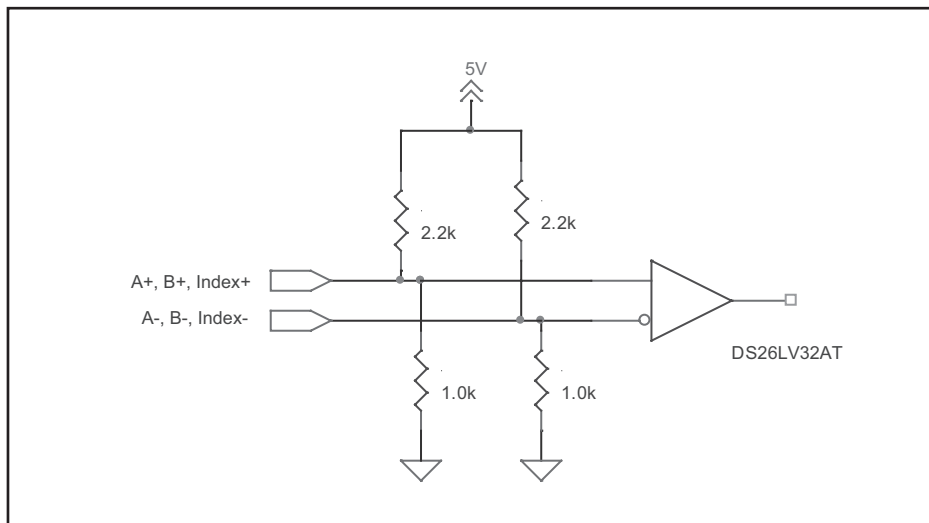 5V
2.2k
2.2k
A+, B+, Index+
A-, B-, Index-
DS26LV32AT
1.0k
1.0k